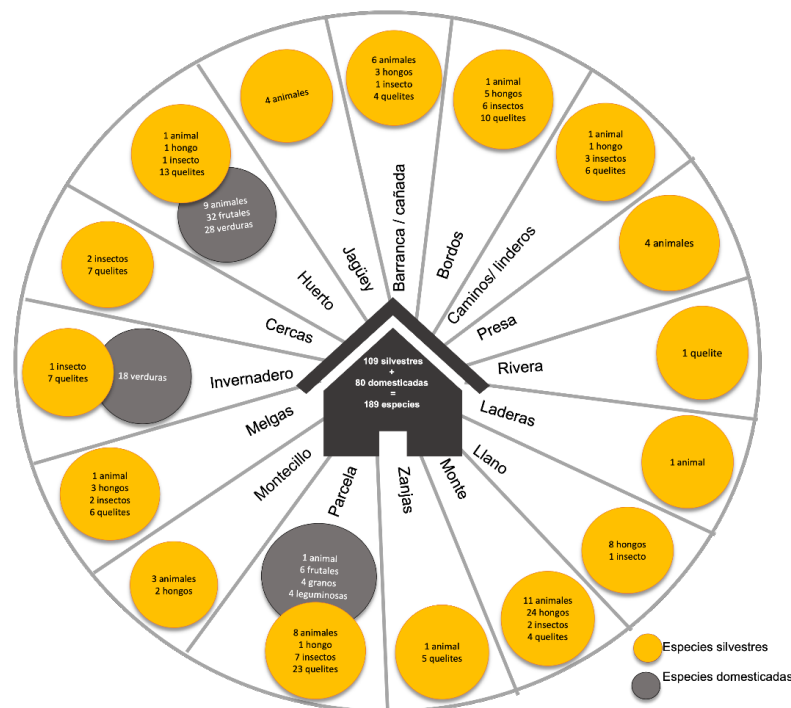 6 animales
3 hongos
1 insecto
4 quelites
1 animal
5 hongos
6 insectos
10 quelites
4 animales
1 animal
1 hongo
3 insectos
6 quelites
1 animal
1 hongo
1 insecto
13 quelites
9 animales
32 frutales
28 verduras
4 animales
2 insectos
7 quelites
1 quelite
1 insecto
7 quelites
18 verduras
1 animal
1 animal
3 hongos
2 insectos
6 quelites
8 hongos
1 insecto
3 animales
2 hongos
1 animal
6 frutales
4 granos
4 leguminosas
8 animales
1 hongo
7 insectos
23 quelites
1 animal
5 quelites
11 animales
24 hongos
2 insectos
4 quelites
Barranca / cañada
Bordos
Caminos/ linderos
Presa
Rivera
Laderas
Llano
Monte
Zanjas
Parcela
Montecillo
Melgas
Invernadero
Cercas
Huerto
Jagüey
109 silvestres
+
80 domesticadas
=
189 especies
Especies silvestres
Especies domesticadas